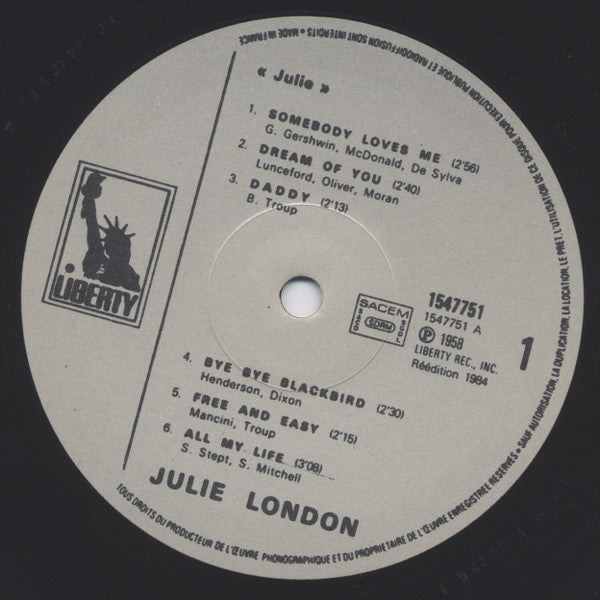 « Julie »
1. SOMEBODY LOVES ME (2'56)
G. Gershwin, McDonald, De Sylva
2. DREAM OF YOU (2'40)
Lunceford, Oliver, Moran
3. DADDY (2'13)
B. Troup
LIBERTY
SACEM
SACD
SDRM
SGDL
1547751
1547751 A
Ⓟ 1958
LIBERTY REC., INC.
Réédition 1984
1
4. BYE BYE BLACKBIRD (2'30)
Henderson, Dixon
5. FREE AND EASY (2'15)
Mancini, Troup
6. ALL MY LIFE (3'08)
S. Stept, S. Mitchell
JULIE LONDON
TOUS DROITS DU PRODUCTEUR DE L'ŒUVRE PHONOGRAPHIQUE ET DU PROPRIETAIRE DE L'ŒUVRE ENREGISTREE RESERVES • SAUF AUTORISATION, LA DUPLICATION, LA LOCATION, LE PRET, L'UTILISATION DE CE DISQUE POUR EXECUTION PUBLIQUE ET RADIODIFFUSION SONT INTERDITS • MADE IN FRANCE